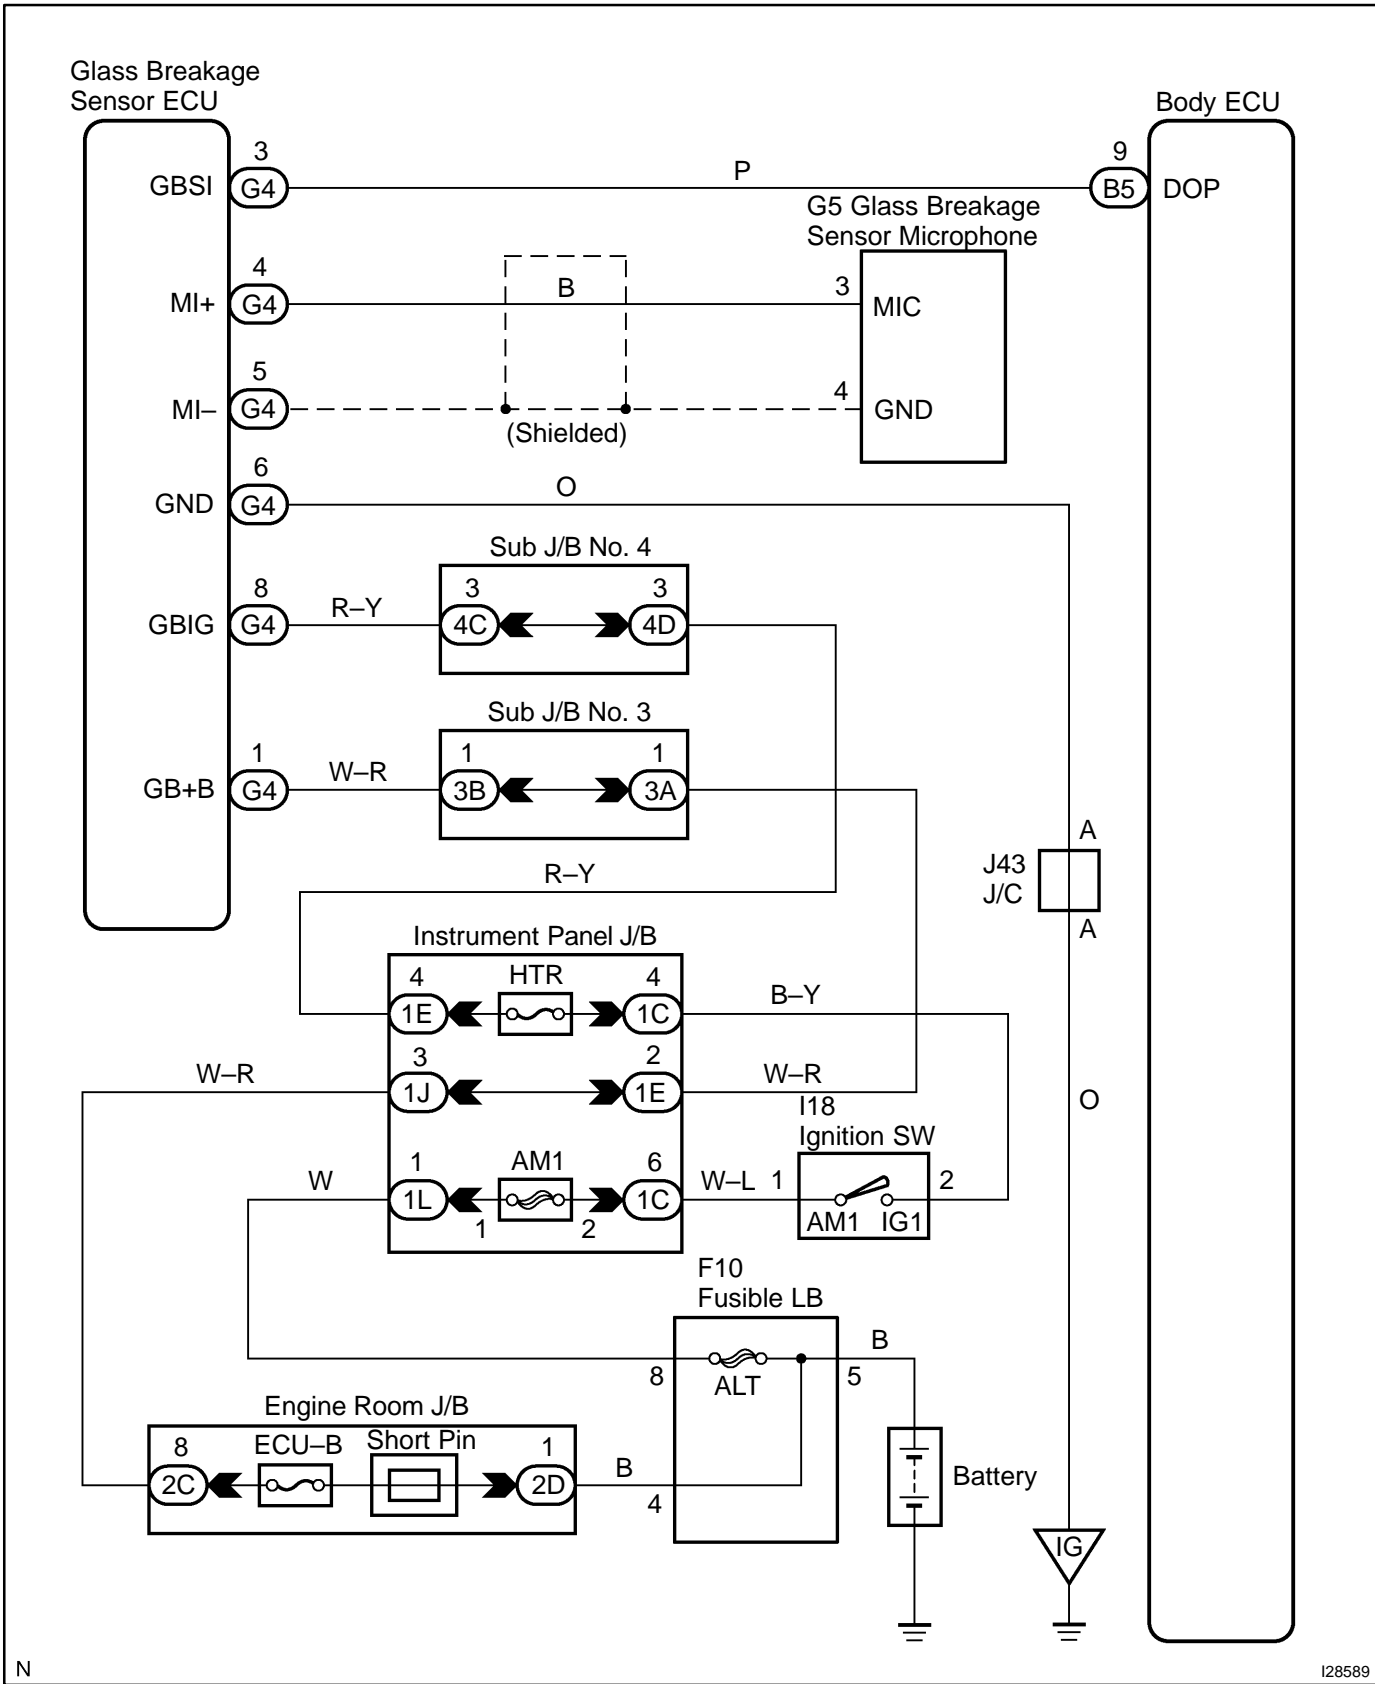 Glass Breakage
Sensor ECU
Body ECU
3
9
GBSI
G4
P
B5
DOP
G5 Glass Breakage
Sensor Microphone
4
MI+
G4
B
3
MIC
5
MI–
G4
4
GND
(Shielded)
6
GND
G4
O
Sub J/B No. 4
8
3
3
GBIG
G4
R–Y
4C
4D
Sub J/B No. 3
1
1
1
GB+B
G4
W–R
3B
3A
A
J43
J/C
A
R–Y
Instrument Panel J/B
4
HTR
4
1E
1C
B–Y
3
2
W–R
1J
1E
W–R
O
I18
Ignition SW
1
AM1
6
W
1L
1C
W–L
1
2
1
2
AM1
IG1
F10
Fusible LB
B
8
ALT
5
Engine Room J/B
8
ECU–B
Short Pin
1
2C
2D
B
4
Battery
IG
N
I28589